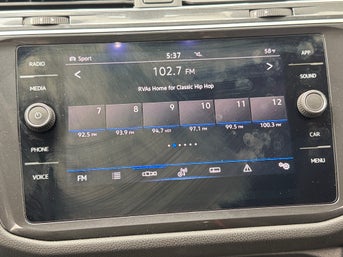 RADIO
MEDIA
PHONE
VOICE
Sport 5:37 58°F
102.7 FM
RVAs Home for Classic Hip Hop
7 8 9 10 11 12
92.5 FM 93.9 FM 94.7 HD1 97.1 FM 99.5 FM 100.3 FM
FM
APP
SOUND
CAR
MENU